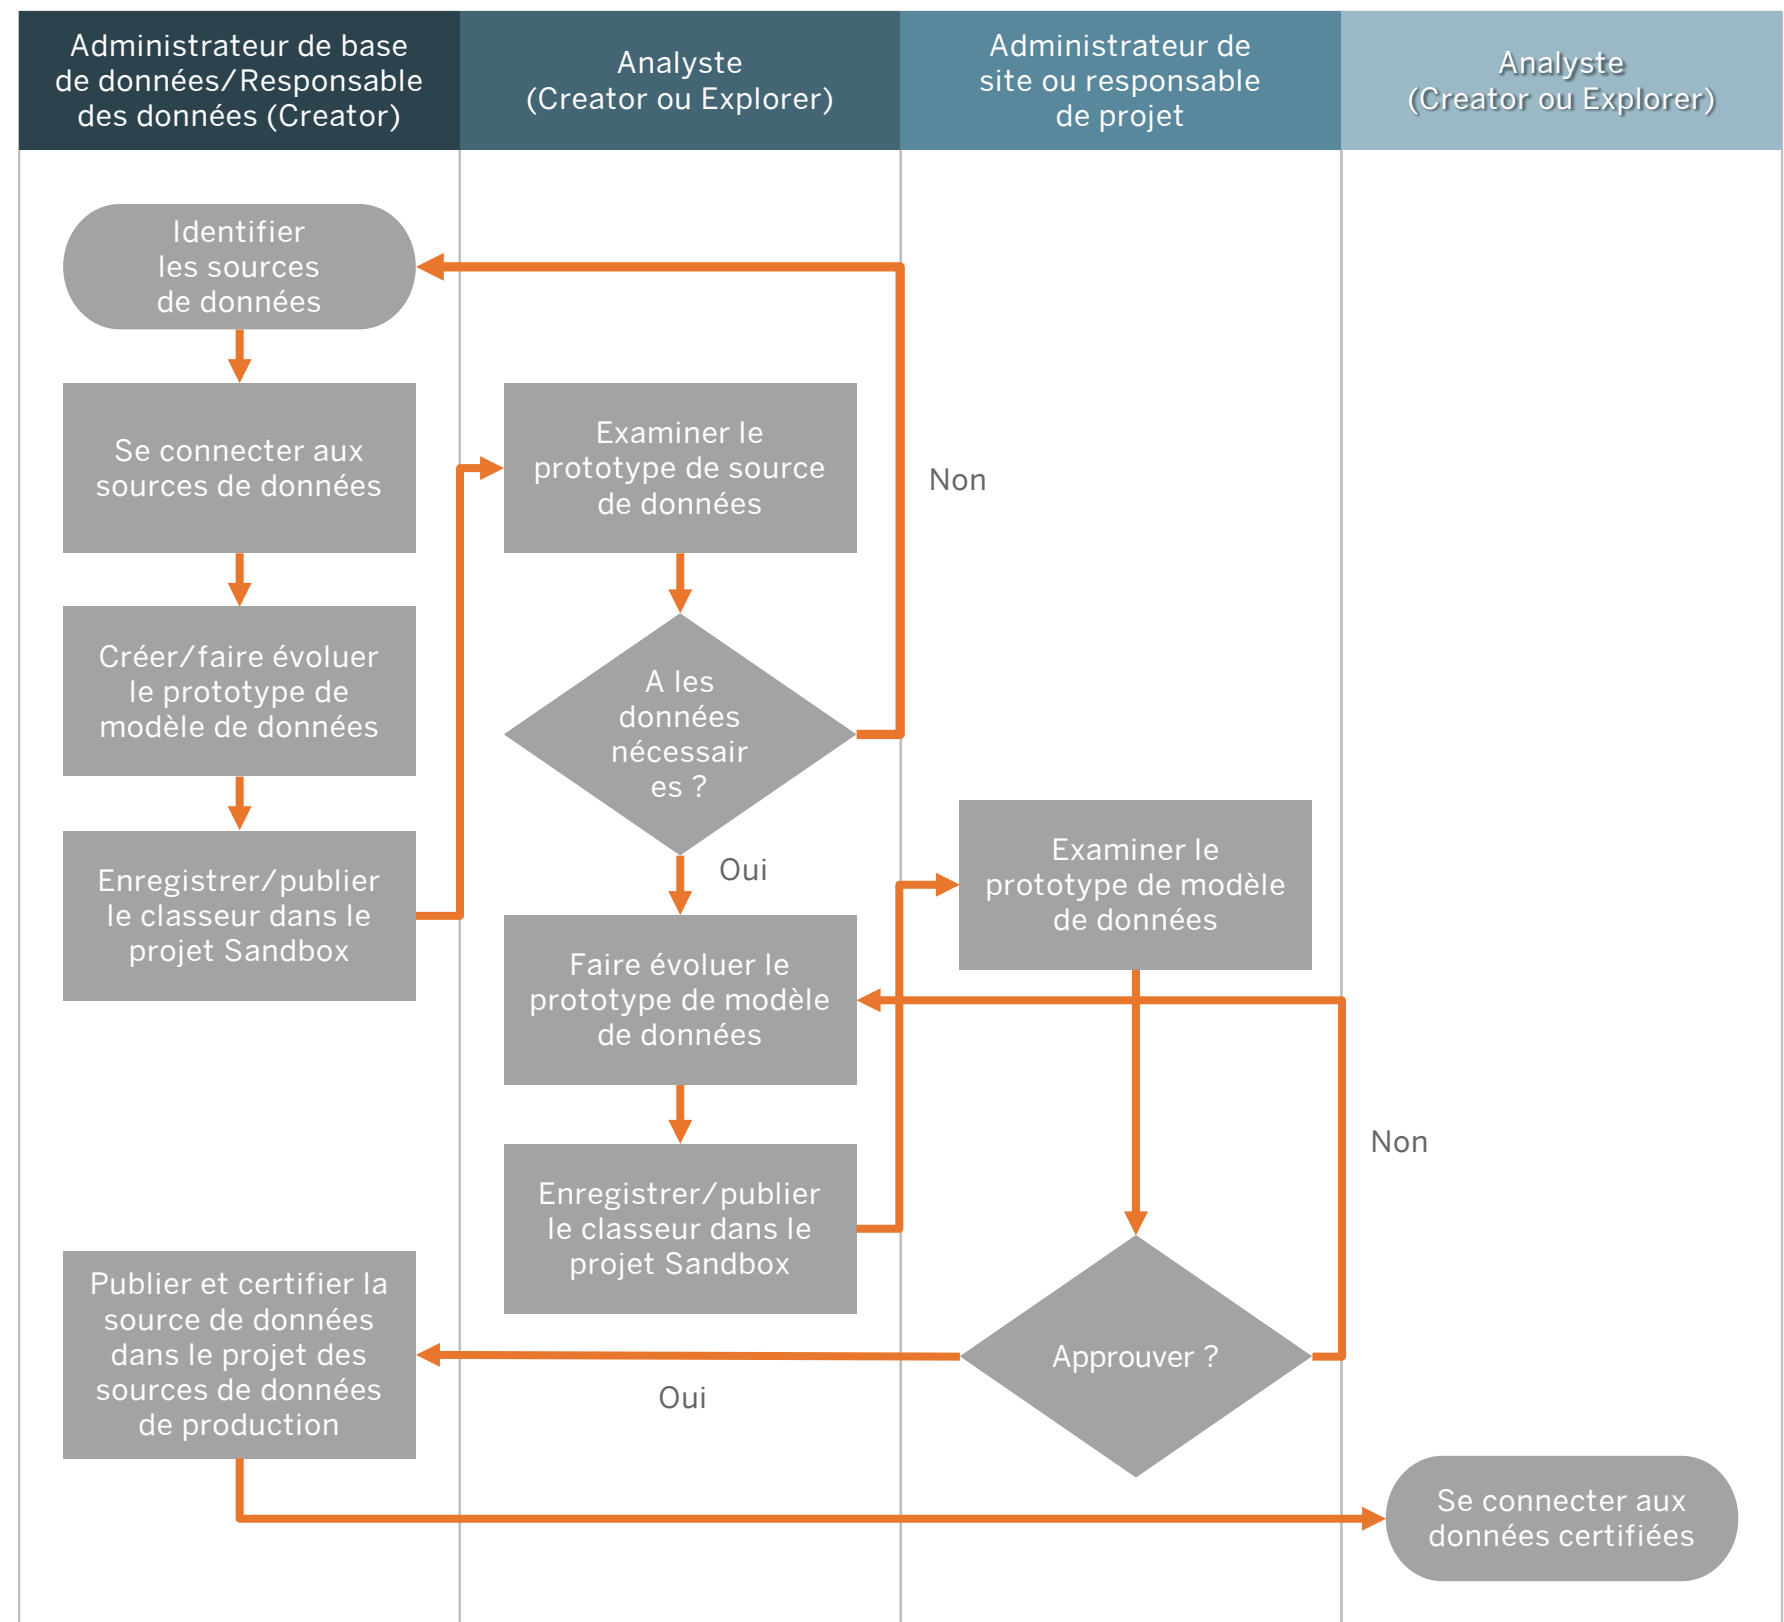 Administrateur de base
de données/Responsable
des données (Creator)
Analyste
(Creator ou Explorer)
Administrateur de
site ou responsable
de projet
Analyste
(Creator ou Explorer)
Identifier
les sources
de données
Se connecter aux
sources de données
Créer/faire évoluer
le prototype de
modèle de données
Enregistrer/publier
le classeur dans le
projet Sandbox
Examiner le
prototype de source
de données
Non
A les
données
nécessair
es ?
Oui
Faire évoluer le
prototype de modèle
de données
Enregistrer/publier
le classeur dans le
projet Sandbox
Examiner le
prototype de modèle
de données
Non
Approuver ?
Oui
Publier et certifier la
source de données
dans le projet des
sources de données
de production
Se connecter aux
données certifiées